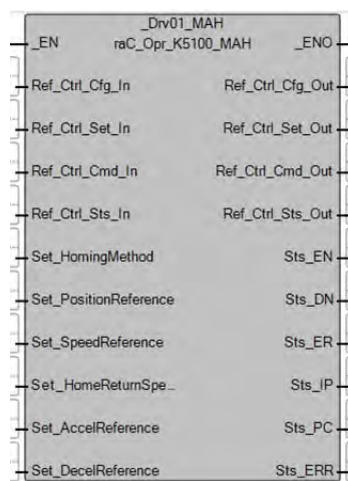 _Drv01_MAH
_EN raC_Opr_K5100_MAH _ENO
Ref_Ctrl_Cfg_In Ref_Ctrl_Cfg_Out
Ref_Ctrl_Set_In Ref_Ctrl_Set_Out
Ref_Ctrl_Cmd_In Ref_Ctrl_Cmd_Out
Ref_Ctrl_Sts_In Ref_Ctrl_Sts_Out
Set_HomingMethod Sts_EN
Set_PositionReference Sts_DN
Set_SpeedReference Sts_ER
Set_HomeReturnSpe... Sts_IP
Set_AccelReference Sts_PC
Set_DecelReference Sts_ERR